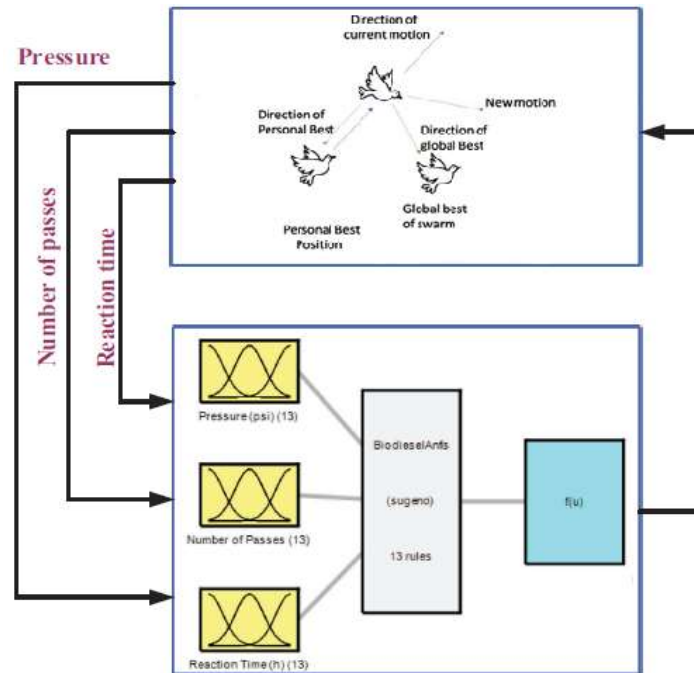 Direction of
current motion
Pressure
New motion
Direction of
Personal Best
Direction of
global Best
Global best
of swarm
Personal Best
Position
Number of passes
Reaction time
Pressure (psi) (13)
BiodieselAnfis
(sugeno)
13 rules
f(u)
Number of Passes (13)
Reaction Time (h) (13)